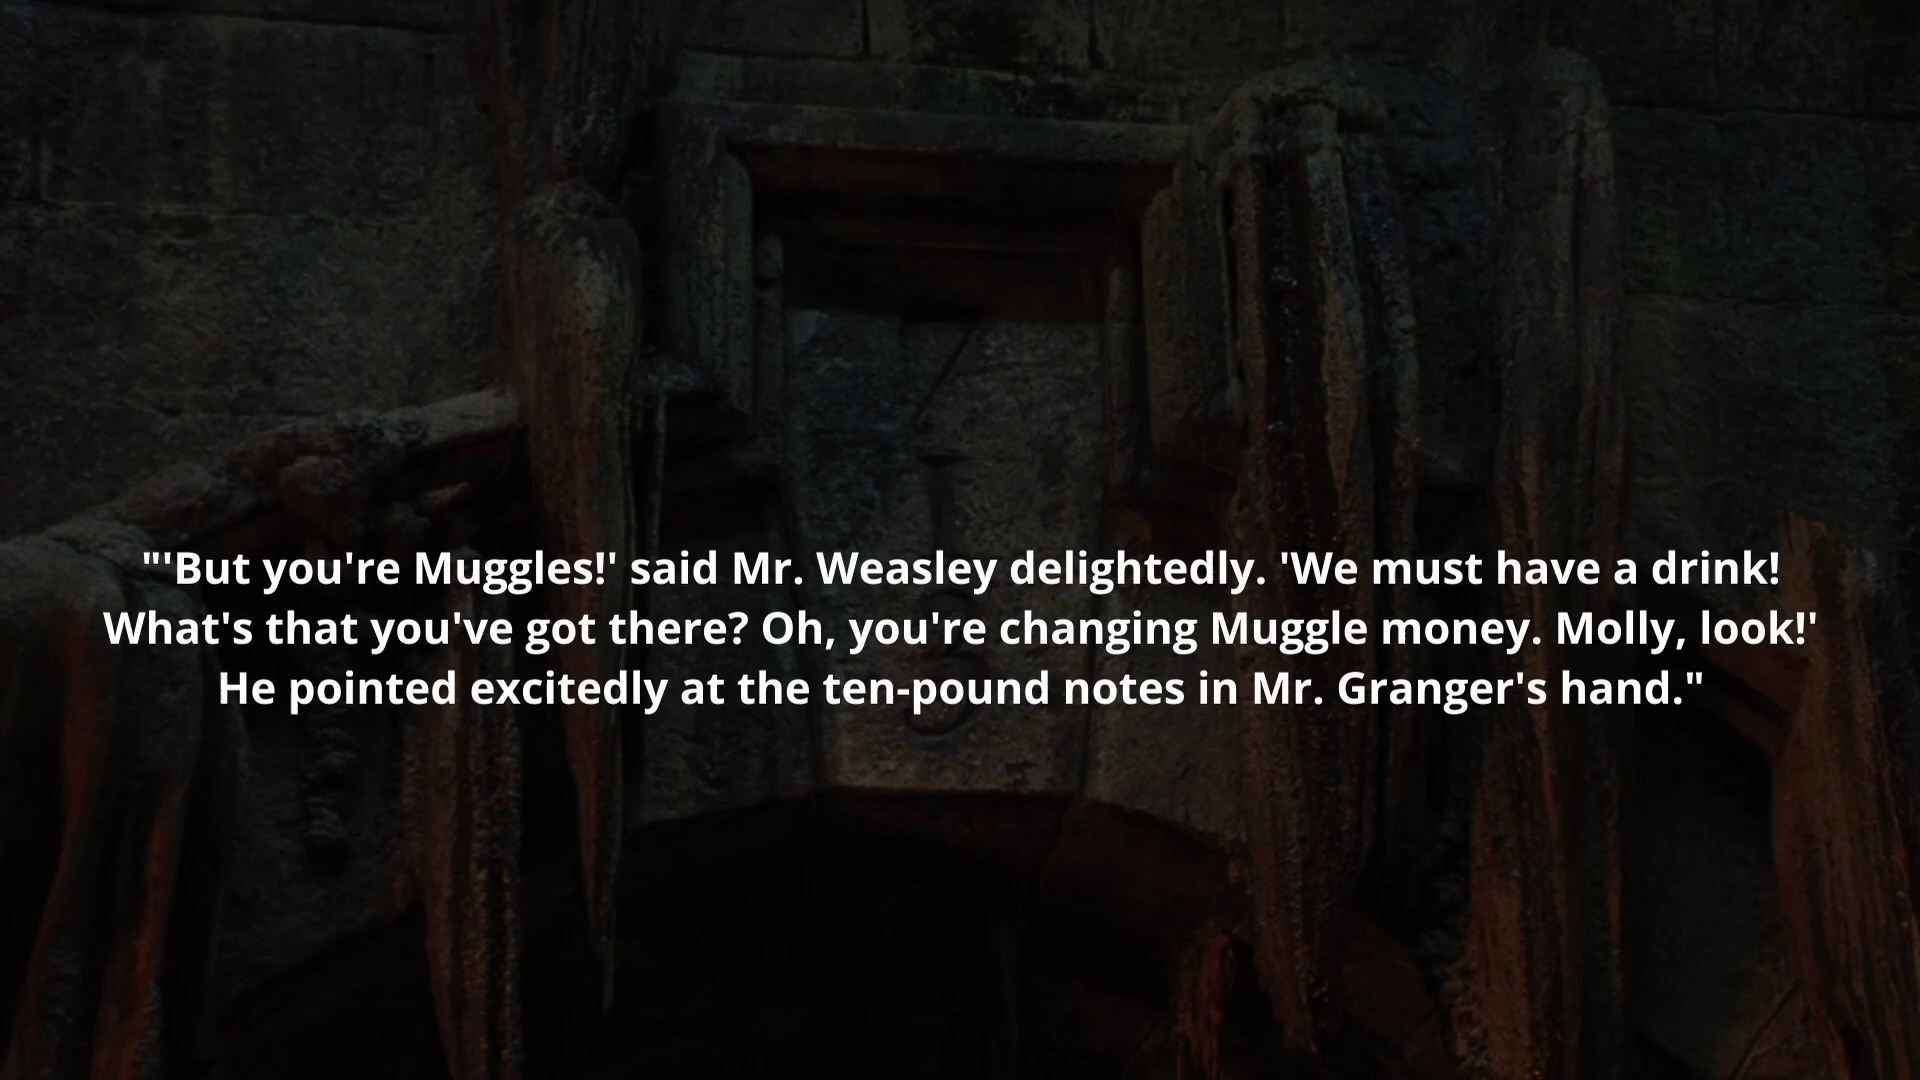 "'But you're Muggles!' said Mr. Weasley delightedly. 'We must have a drink!
What's that you've got there? Oh, you're changing Muggle money. Molly, look!'
He pointed excitedly at the ten-pound notes in Mr. Granger's hand."